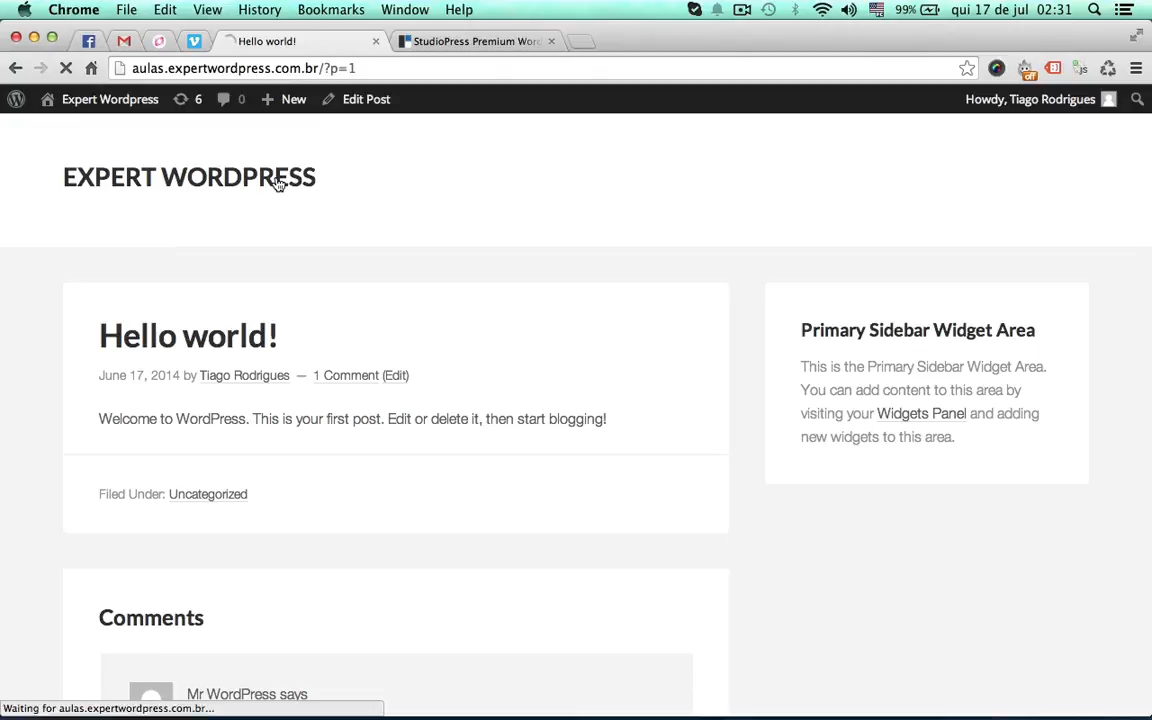 Chrome File Edit View History Bookmarks Window Help 99% qui 17 de jul 02:31
Hello world! StudioPress Premium Wor
aulas.expertwordpress.com.br/?p=1 off js
Expert Wordpress 6 0 New Edit Post Howdy, Tiago Rodrigues
EXPERT WORDPRESS
Hello world!
June 17, 2014 by Tiago Rodrigues — 1 Comment (Edit)
Welcome to WordPress. This is your first post. Edit or delete it, then start blogging!
Filed Under: Uncategorized
Primary Sidebar Widget Area
This is the Primary Sidebar Widget Area.
You can add content to this area by
visiting your Widgets Panel and adding
new widgets to this area.
Comments
Mr WordPress says
Waiting for aulas.expertwordpress.com.br...